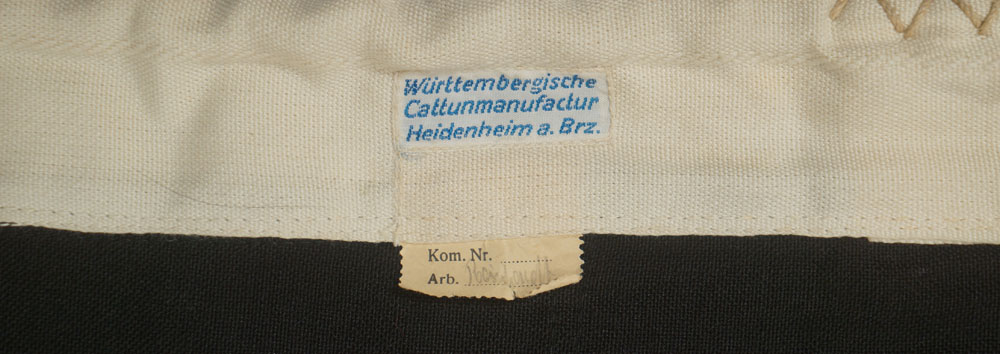 Württembergische
Cattunmanufactur
Heidenheim a. Brz.
Kom. Nr.
Arb.